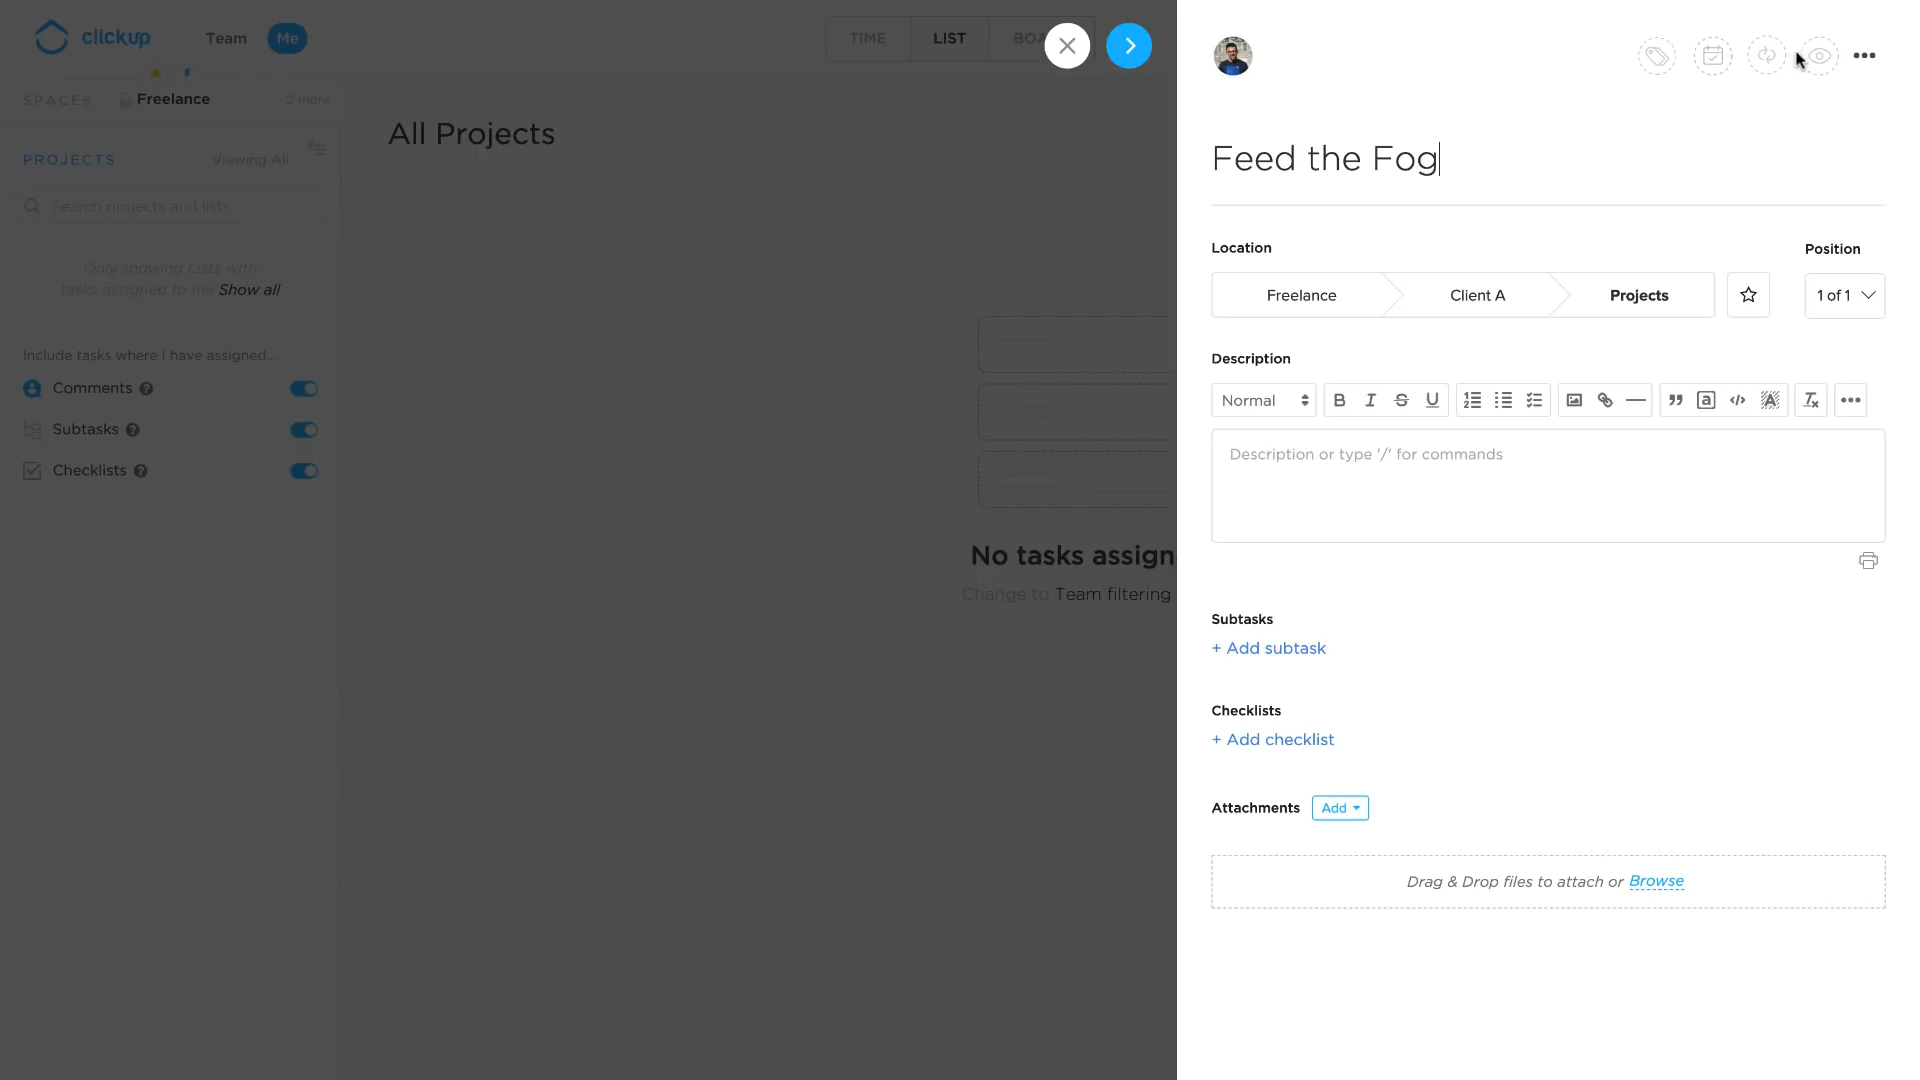 clickup
Team
Me
TIME
LIST
BOA
SPACES
Freelance
2 more
PROJECTS
Viewing All
Search projects and lists
Only showing Lists with
tasks assigned to me Show all
Include tasks where I have assigned...
Comments
Subtasks
Checklists
All Projects
No tasks assign
Change to Team filtering
Feed the Fog
Location
Position
Freelance
Client A
Projects
1 of 1
Description
Normal
Description or type '/' for commands
Subtasks
+ Add subtask
Checklists
+ Add checklist
Attachments
Add
Drag & Drop files to attach or Browse